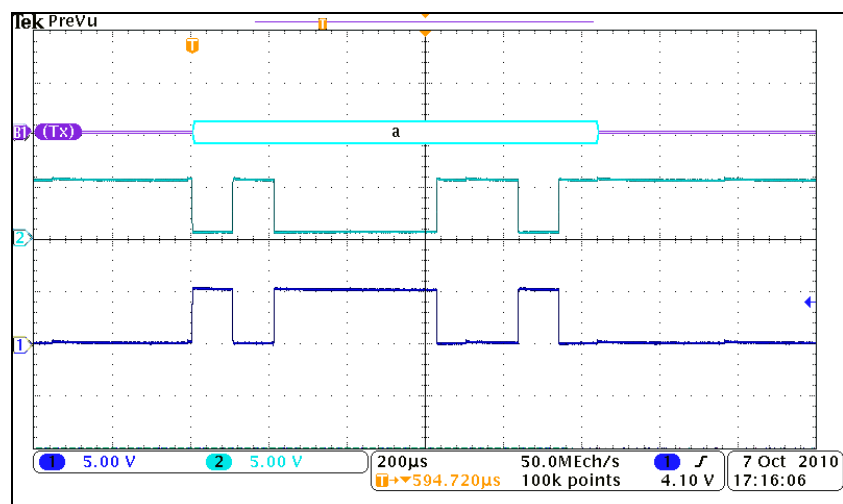 Tek PreVu
T
T
B1 (Tx) a
2
1
1 5.00 V 2 5.00 V 200µs 50.0MEch/s 1 7 Oct 2010
T→▼594.720µs 100k points 4.10 V 17:16:06